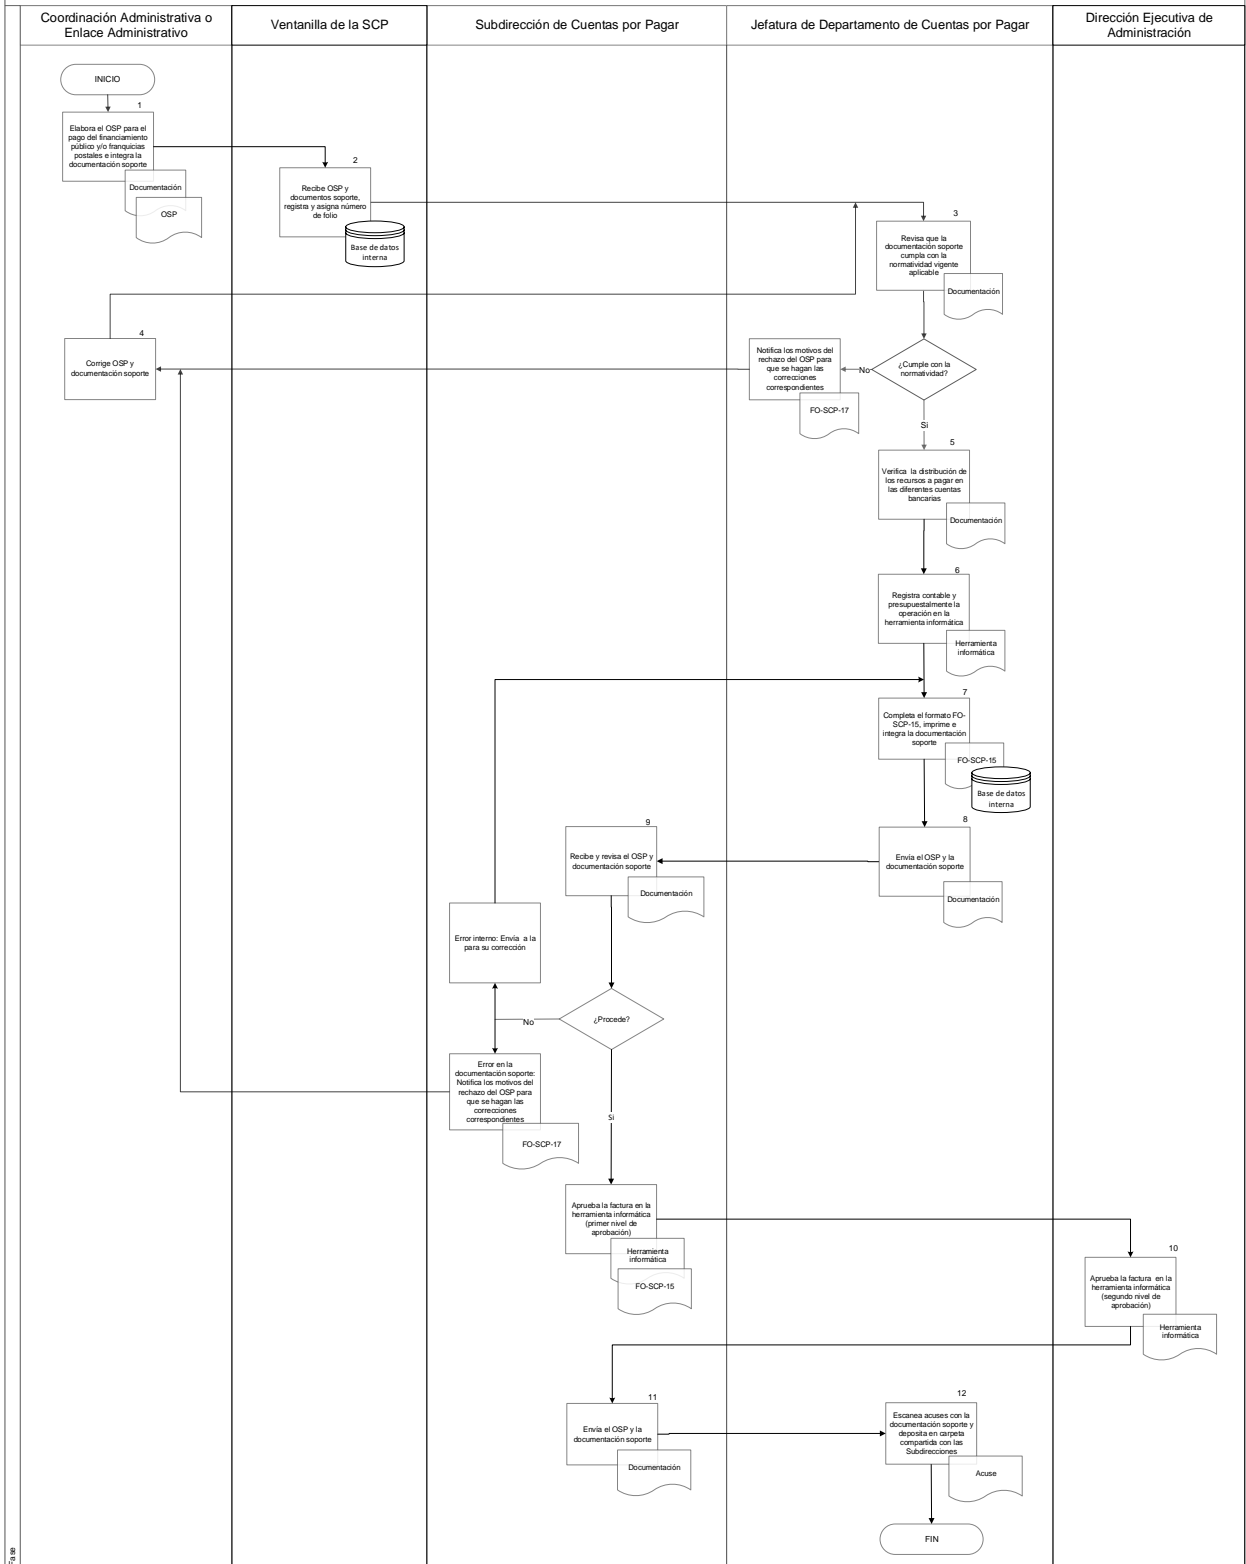 Coordinación Administrativa o
Enlace Administrativo
Ventanilla de la SCP
Subdirección de Cuentas por Pagar
Jefatura de Departamento de Cuentas por Pagar
Dirección Ejecutiva de
Administración
INICIO
1
Elabora el OSP para el
pago del financiamiento
público y/o franquicias
postales e integra la
documentación soporte
Documentación
OSP
2
Recibe OSP y
documentos soporte,
registra y asigna número
de folio
Base de datos
interna
3
Revisa que la
documentación soporte
cumpla con la
normatividad vigente
aplicable
Documentación
4
Corrige OSP y
documentación soporte
Notifica los motivos del
rechazo del OSP para
que se hagan las
correcciones
correspondientes
FO-SCP-17
No
¿Cumple con la
normatividad?
Si
5
Verifica la distribución de
los recursos a pagar en
las diferentes cuentas
bancarias
Documentación
6
Registra contable y
presupuestalmente la
operación en la
herramienta informática
Herramienta
informática
7
Completa el formato FO-
SCP-15, imprime e
integra la documentación
soporte
FO-SCP-15
Base de datos
interna
8
Envía el OSP y la
documentación soporte
Documentación
9
Recibe y revisa el OSP y
documentación soporte
Documentación
Error interno: Envía a la
para su corrección
No
¿Procede?
Error en la
documentación soporte:
Notifica los motivos del
rechazo del OSP para
que se hagan las
correcciones
correspondientes
FO-SCP-17
Si
Aprueba la factura en la
herramienta informática
(primer nivel de
aprobación)
Herramienta
informática
FO-SCP-15
10
Aprueba la factura en la
herramienta informática
(segundo nivel de
aprobación)
Herramienta
informática
11
Envía el OSP y la
documentación soporte
Documentación
12
Escanea acuses con la
documentación soporte y
deposita en carpeta
compartida con las
Subdirecciones
Acuse
FIN
Fase